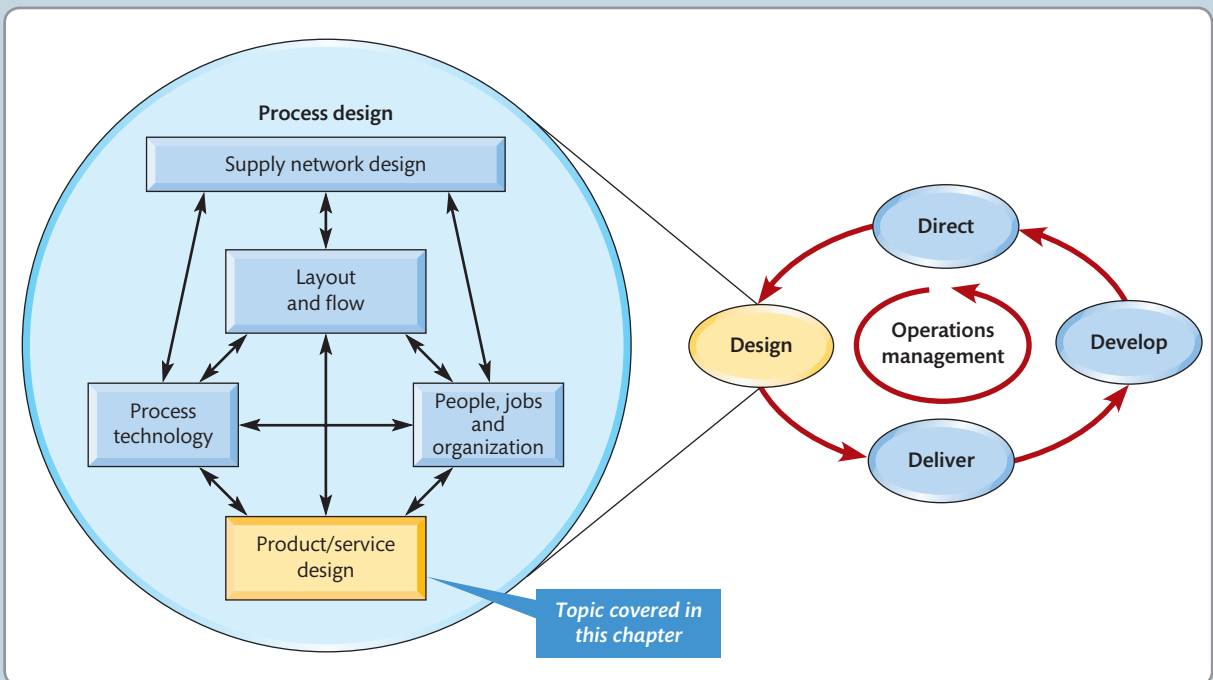 Process design
Supply network design
Layout
and flow
Process
technology
People, jobs
and
organization
Product/service
design
Topic covered in
this chapter
Direct
Design
Operations
management
Develop
Deliver